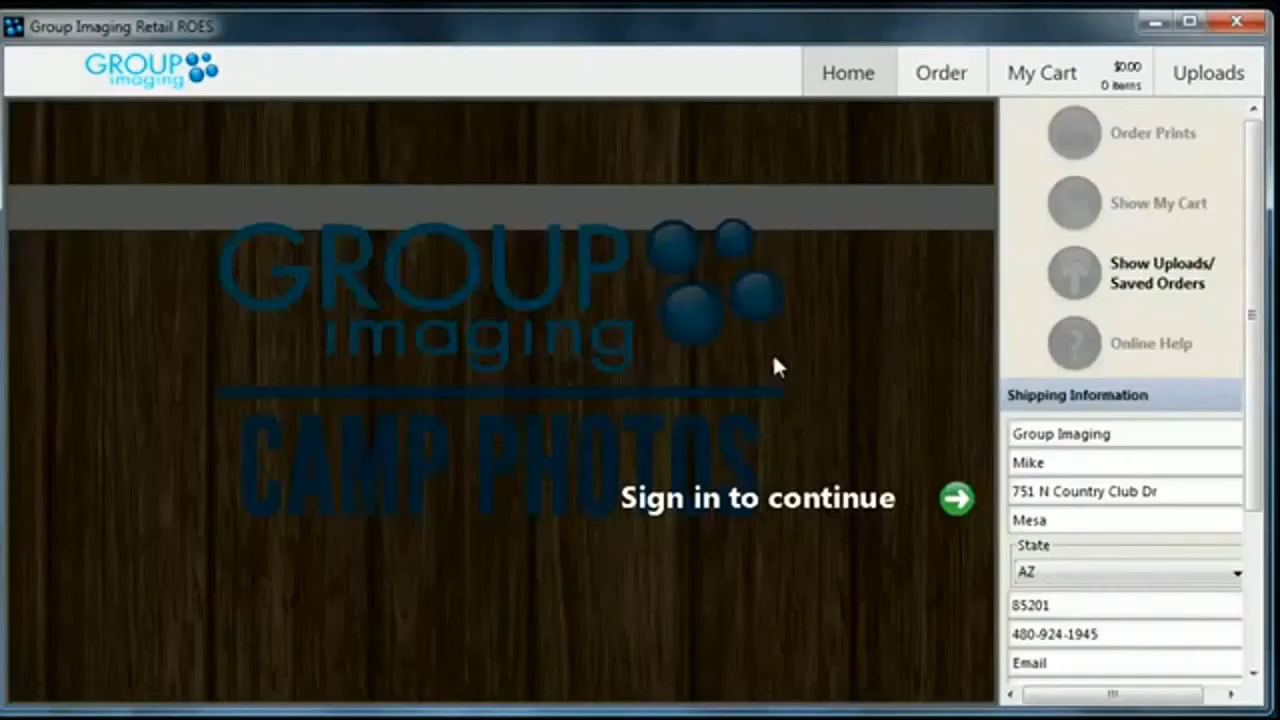 Group Imaging Retail ROES
GROUP
imaging
Home
Order
My Cart
$0.00
0 items
Uploads
Order Prints
Show My Cart
Show Uploads/
Saved Orders
Online Help
GROUP
imaging
CAMP PHOTOS
Sign in to continue
Shipping Information
Group Imaging
Mike
751 N Country Club Dr
Mesa
State
AZ
85201
480-924-1945
Email